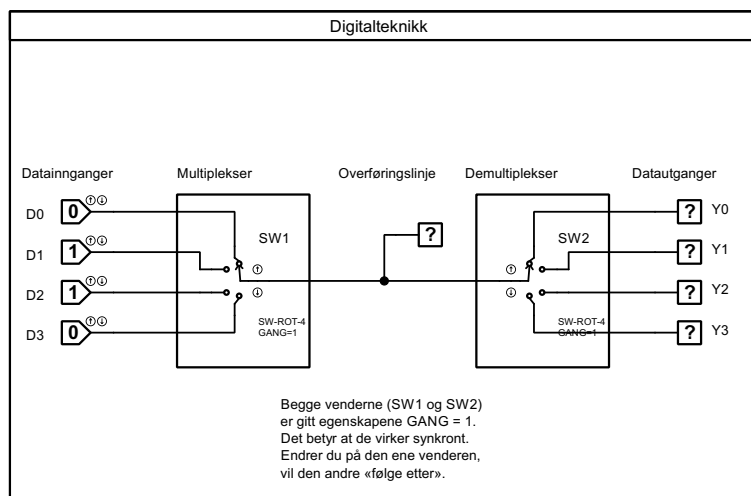 Digitalteknikk
Datainnganger Multiplekser Overføringslinje Demultiplekser Datautganger
D0 0 ? Y0
SW1 ? SW2
D1 1 ? Y1
D2 1 ? Y2
D3 0 ? Y3
SW-ROT-4 SW-ROT-4
GANG=1 GANG=1
Begge venderne (SW1 og SW2)
er gitt egenskapene GANG = 1.
Det betyr at de virker synkront.
Endrer du på den ene venderen,
vil den andre «følge etter».